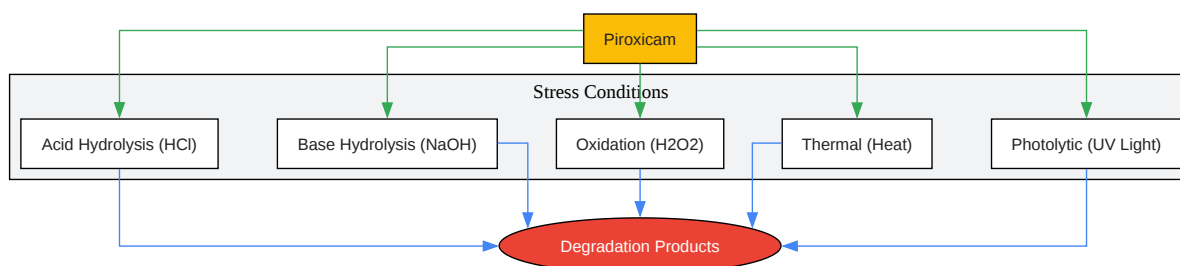 Piroxicam
Stress Conditions
Acid Hydrolysis (HCl)
Base Hydrolysis (NaOH)
Oxidation (H2O2)
Thermal (Heat)
Photolytic (UV Light)
Degradation Products